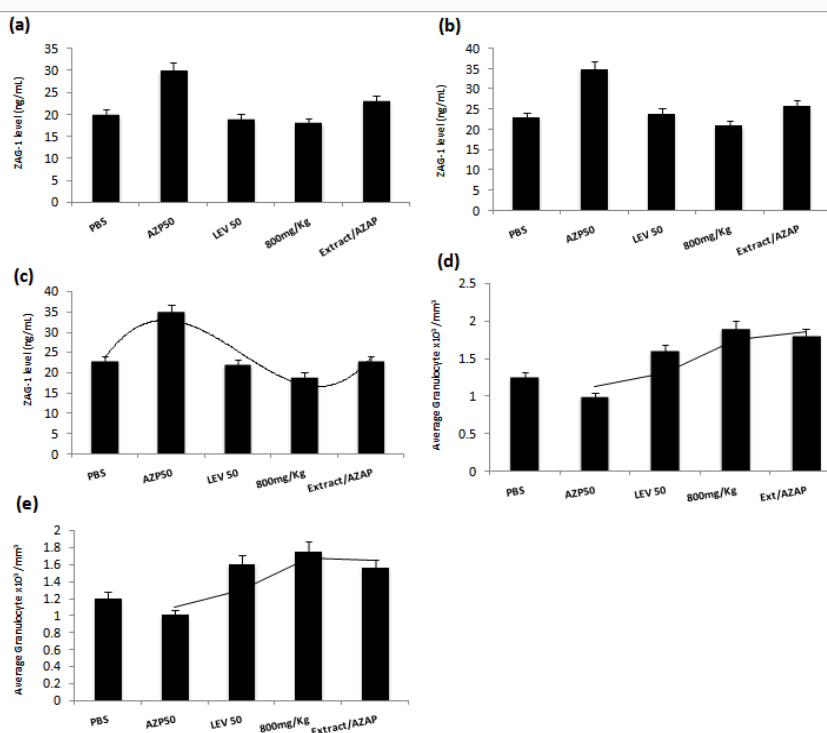 (a)
ZAG-1 level (ng/mL)
35
30
25
20
15
10
5
0
PBS
AZP50
LEV 50
800mg/Kg
Extract/AZAP
(b)
ZAG-1 level (ng/mL)
40
35
30
25
20
15
10
5
0
PBS
AZP50
LEV 50
800mg/Kg
Extract/AZAP
(c)
ZAG-1 level (ng/mL)
40
35
30
25
20
15
10
5
0
PBS
AZP50
LEV 50
800mg/Kg
Extract/AZAP
(d)
Average Granulocyte x10³/mm³
2.5
2
1.5
1
0.5
0
PBS
AZP50
LEV 50
800mg/Kg
Ext/AZAP
(e)
Average Granulocyte x10³/mm³
2
1.8
1.6
1.4
1.2
1
0.8
0.6
0.4
0.2
0
PBS
AZP50
LEV 50
800mg/Kg
Extract/AZAP